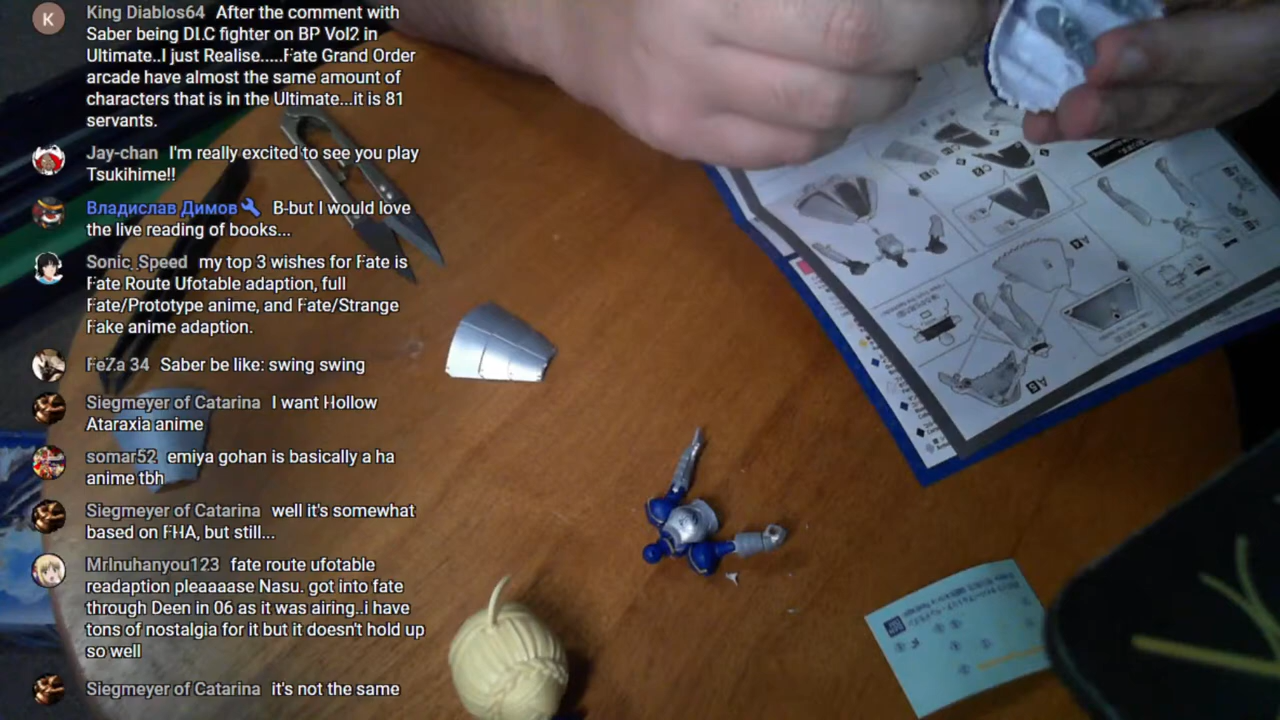 King Diablos64 After the comment with
Saber being DLC fighter on BP Vol2 in
Ultimate..I just Realise.....Fate Grand Order
arcade have almost the same amount of
characters that is in the Ultimate...it is 81
servants.
Jay-chan I'm really excited to see you play
Tsukihime!!
Владислав Димов B-but I would love
the live reading of books...
Sonic_Speed my top 3 wishes for Fate is
Fate Route Ufotable adaption, full
Fate/Prototype anime, and Fate/Strange
Fake anime adaption.
FeZa 34 Saber be like: swing swing
Siegmeyer of Catarina I want Hollow
Ataraxia anime
somar52 emiya gohan is basically a ha
anime tbh
Siegmeyer of Catarina well it's somewhat
based on FHA, but still...
MrInuhanyou123 fate route ufotable
readaption pleaaaase Nasu. got into fate
through Deen in 06 as it was airing..i have
tons of nostalgia for it but it doesn't hold up
so well
Siegmeyer of Catarina it's not the same
K